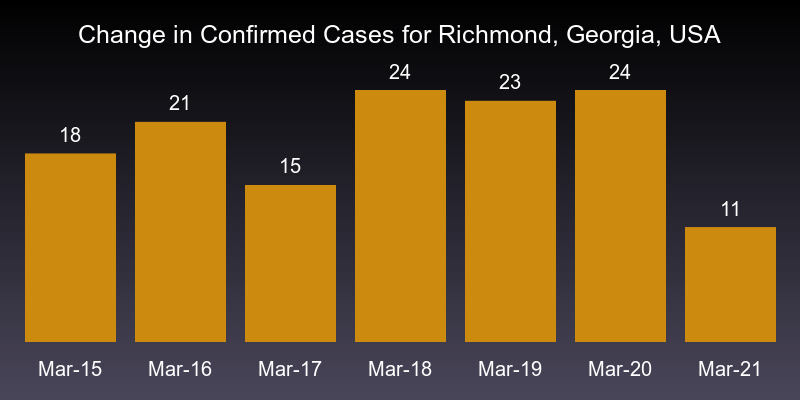 Change in Confirmed Cases for Richmond, Georgia, USA
18 21 15 24 23 24 11
Mar-15 Mar-16 Mar-17 Mar-18 Mar-19 Mar-20 Mar-21